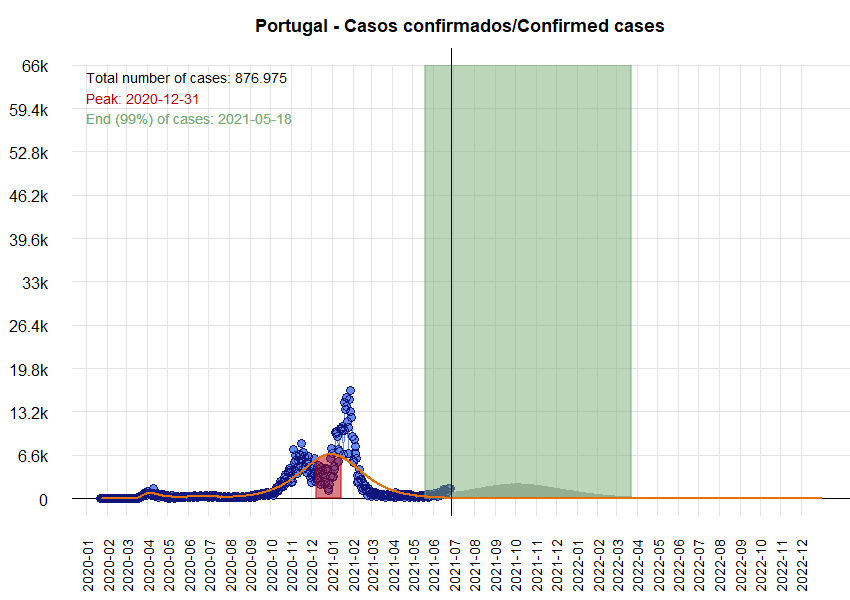 Portugal - Casos confirmados/Confirmed cases
66k
Total number of cases: 876.975
Peak: 2020-12-31
59.4k
End (99%) of cases: 2021-05-18
52.8k
46.2k
39.6k
33k
26.4k
19.8k
13.2k
6.6k
0
2020-01
2020-02
2020-03
2020-04
2020-05
2020-06
2020-07
2020-08
2020-09
2020-10
2020-11
2020-12
2021-01
2021-02
2021-03
2021-04
2021-05
2021-06
2021-07
2021-08
2021-09
2021-10
2021-11
2021-12
2022-01
2022-02
2022-03
2022-04
2022-05
2022-06
2022-07
2022-08
2022-09
2022-10
2022-11
2022-12